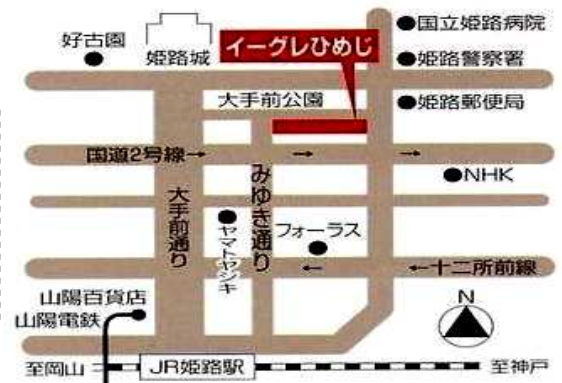 国立姫路病院
好古園
姫路城
イーグレひめじ
姫路警察署
大手前公園
姫路郵便局
国道2号線→
→
→
NHK
大手前通り
みゆき通り
ヤマトヤシキ
フォーラス
←
←十二所前線
山陽百貨店
山陽電鉄
N
至岡山
JR姫路駅
至神戸